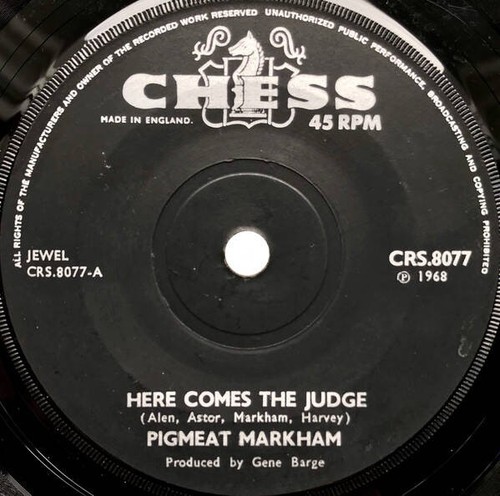 ALL RIGHTS OF THE MANUFACTURERS AND OWNER OF THE RECORDED WORK RESERVED UNAUTHORIZED PUBLIC PERFORMANCE, BROADCASTING AND COPYING PROHIBITED
CHESS
MADE IN ENGLAND.
45 RPM
JEWEL
CRS.8077-A
CRS.8077
℗ 1968
HERE COMES THE JUDGE
(Alen, Astor, Markham, Harvey)
PIGMEAT MARKHAM
Produced by Gene Barge